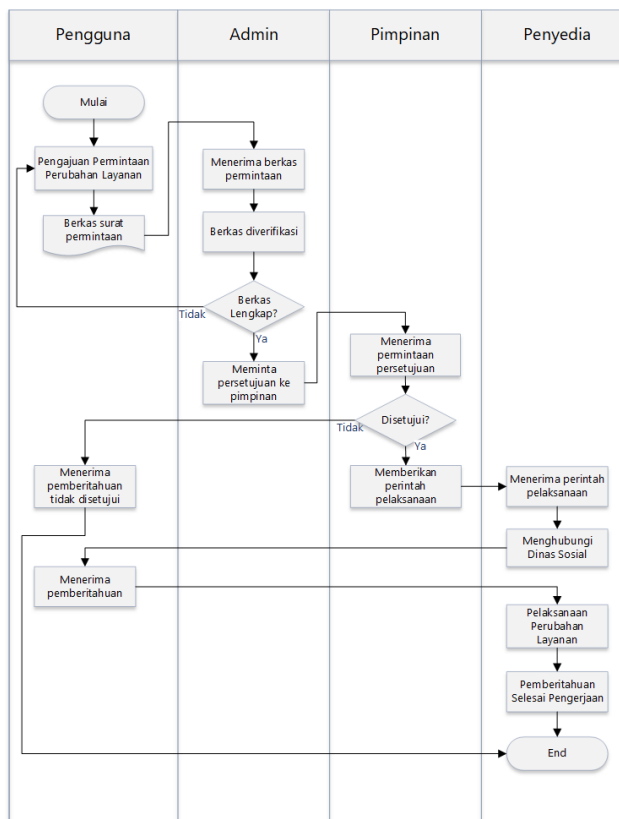 Pengguna
Admin
Pimpinan
Penyedia
Mulai
Pengajuan Permintaan
Perubahan Layanan
Berkas surat
permintaan
Menerima berkas
permintaan
Berkas diverifikasi
Berkas
Lengkap?
Tidak
Ya
Meminta
persetujuan ke
pimpinan
Menerima
permintaan
persetujuan
Disetujui?
Tidak
Ya
Menerima
pemberitahuan
tidak disetujui
Memberikan
perintah
pelaksanaan
Menerima perintah
pelaksanaan
Menghubungi
Dinas Sosial
Menerima
pemberitahuan
Pelaksanaan
Perubahan
Layanan
Pemberitahuan
Selesai Pengerjaan
End